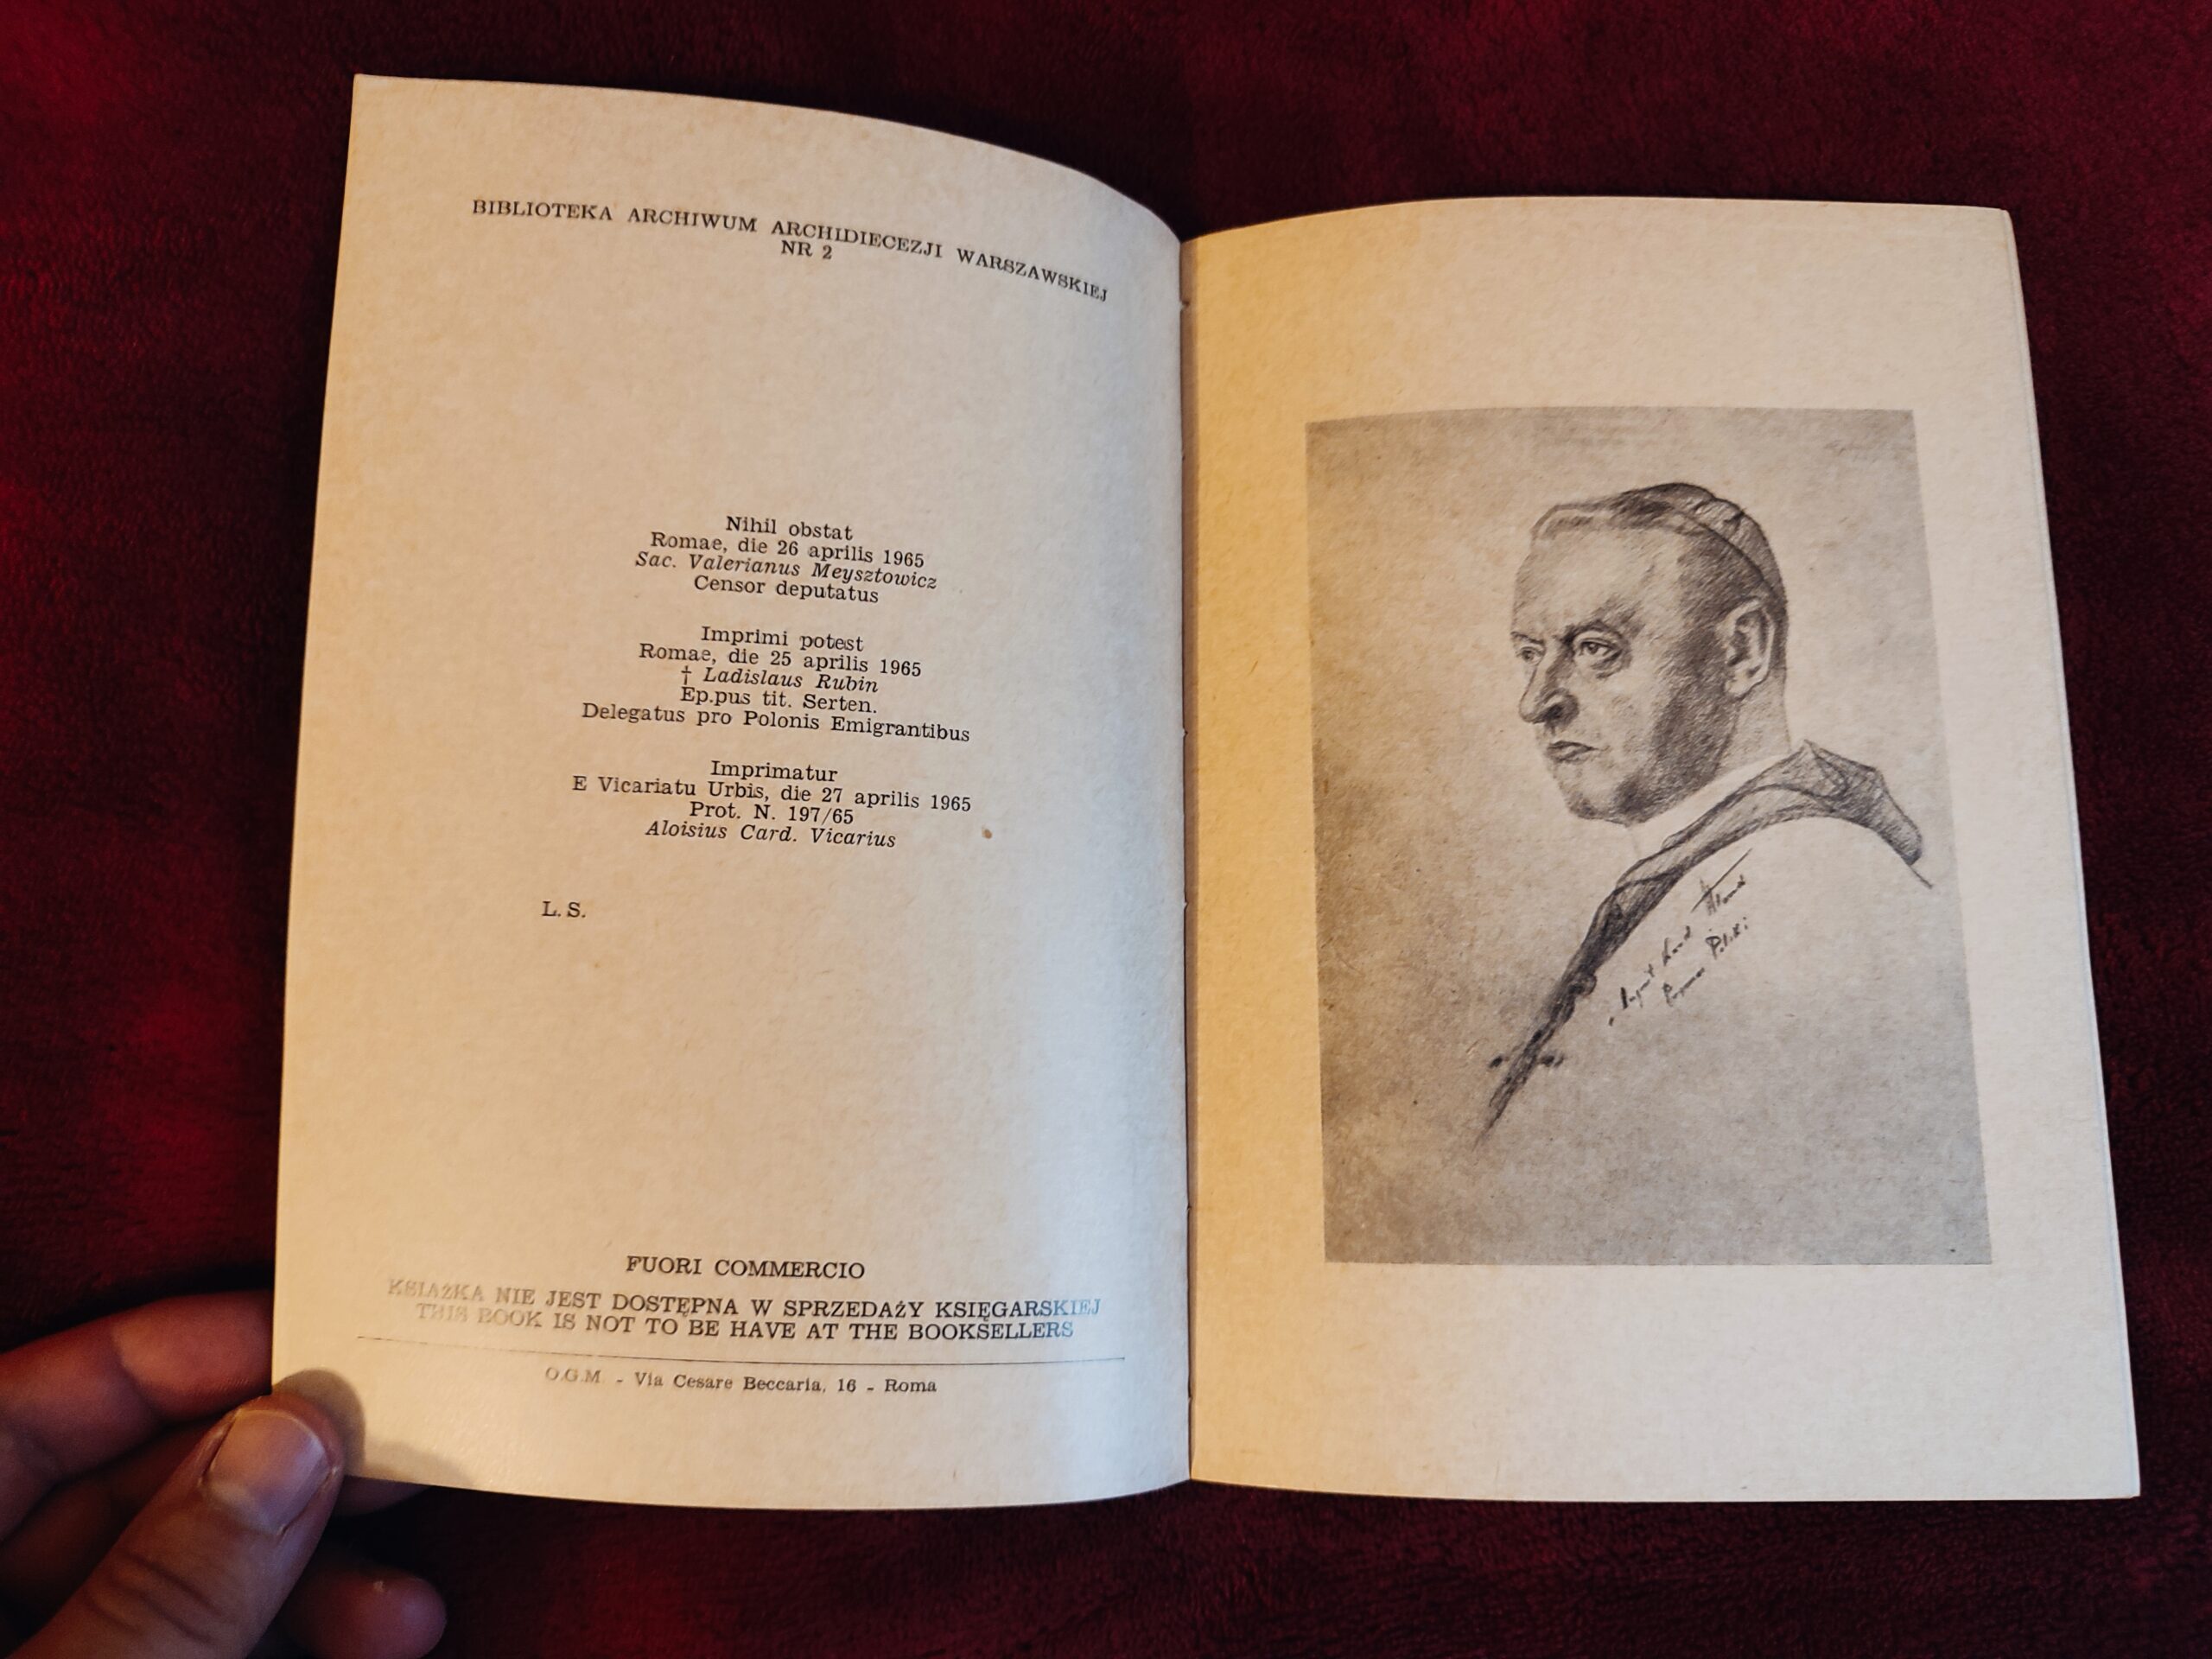 BIBLIOTEKA ARCHIWUM ARCHIDIECEZJI WARSZAWSKIEJ
NR 2
Nihil obstat
Romae, die 26 aprilis 1965
Sac. Valerianus Meysztowicz
Censor deputatus
Imprimi potest
Romae, die 25 aprilis 1965
† Ladislaus Rubin
Ep.pus tit. Serten.
Delegatus pro Polonis Emigrantibus
Imprimatur
E Vicariatu Urbis, die 27 aprilis 1965
Prot. N. 197/65
Aloisius Card. Vicarius
L. S.
FUORI COMMERCIO
KSIĄŻKA NIE JEST DOSTĘPNA W SPRZEDAŻY KSIĘGARSKIEJ
THIS BOOK IS NOT TO BE HAVE AT THE BOOKSELLERS
O.G.M. - Via Cesare Beccaria, 16 - Roma